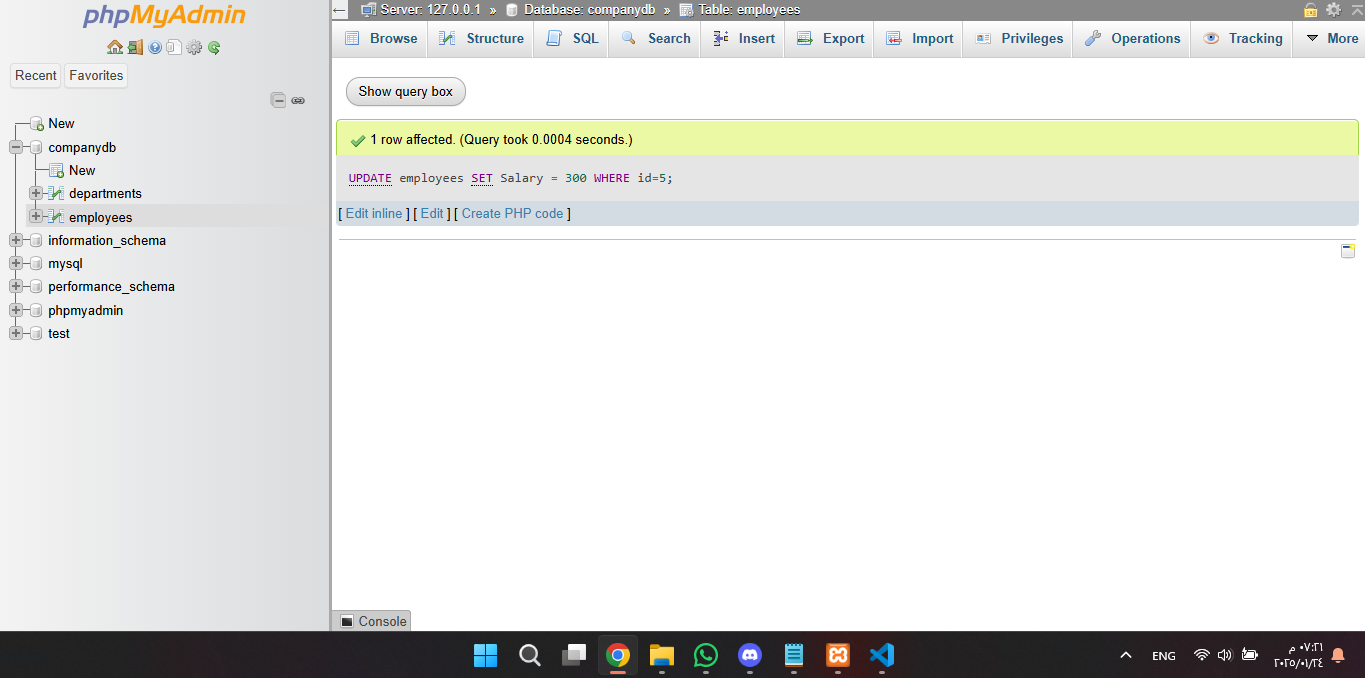 phpMyAdmin
Recent Favorites
New
companydb
New
departments
employees
information_schema
mysql
performance_schema
phpmyadmin
test
Server: 127.0.0.1 » Database: companydb » Table: employees
Browse Structure SQL Search Insert Export Import Privileges Operations Tracking More
Show query box
1 row affected. (Query took 0.0004 seconds.)
UPDATE employees SET Salary = 300 WHERE id=5;
[ Edit inline ] [ Edit ] [ Create PHP code ]
Console
ENG
٠٧:٣١ م
٢٠٢٥/٠١/٢٤